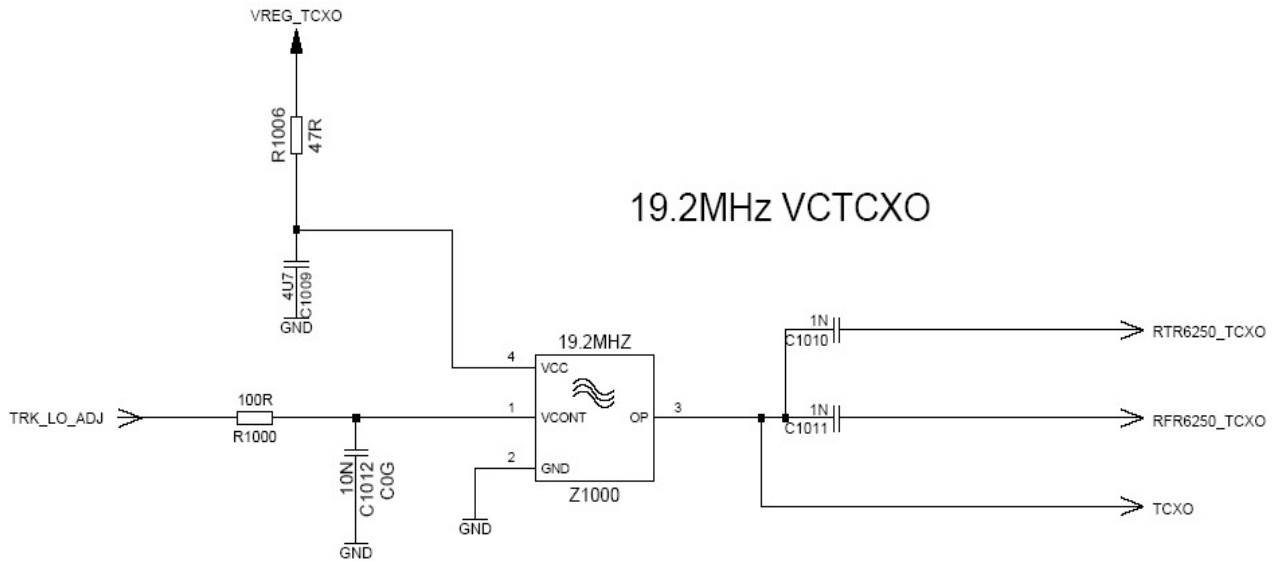 VREG_TCXO
R1006
47R
19.2MHz VCTCXO
4U7
C1009
GND
19.2MHZ
4
VCC
1N
C1010
RTR6250_TCXO
TRK_LO_ADJ
100R
R1000
1
VCONT
OP
3
1N
C1011
RFR6250_TCXO
10N
C1012
C0G
2
GND
Z1000
GND
GND
TCXO